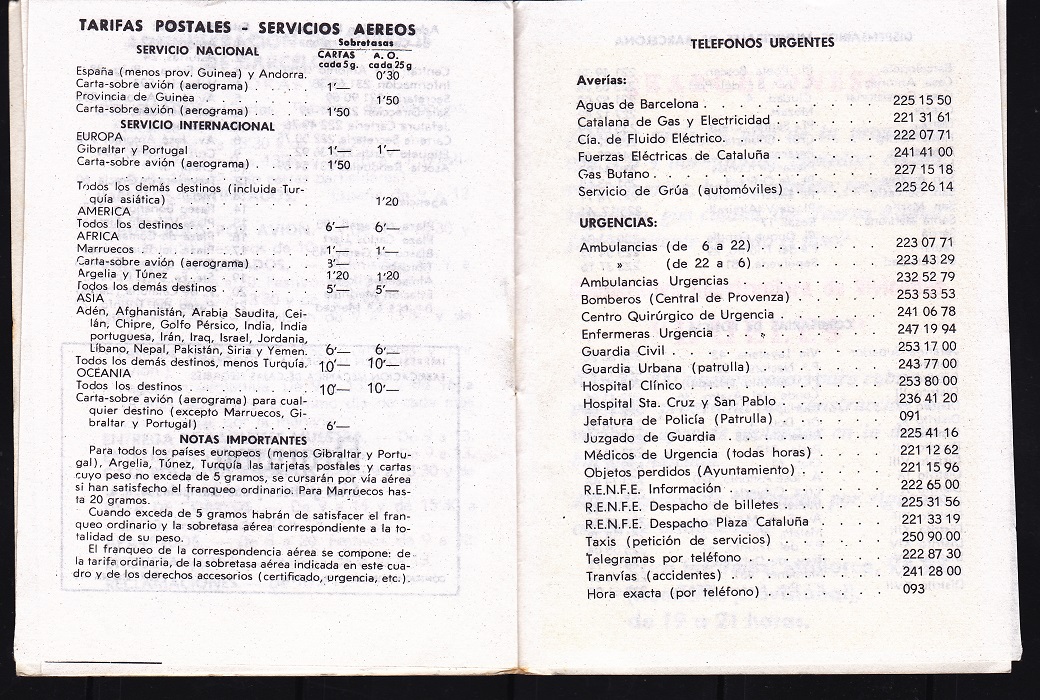 TARIFAS POSTALES - SERVICIOS AEREOS
Sobretasas
SERVICIO NACIONAL
CARTAS cada 5 g.
A. O. cada 25 g
España (menos prov. Guinea) y Andorra. 0'30
Carta-sobre avión (aerograma) . . . 1'—
Provincia de Guinea . . . . 1'50
Carta-sobre avión (aerograma) . . . 1'50
SERVICIO INTERNACIONAL
EUROPA
Gibraltar y Portugal . . . . 1'— 1'—
Carta-sobre avión (aerograma) . . . 1'50
Todos los demás destinos (incluida Tur-
quía asiática) . . . . 1'20
AMERICA
Todos los destinos . . . . 6'— 6'—
AFRICA
Marruecos . . . . 1'— 1'—
Carta-sobre avión (aerograma) . . . 3'—
Argelia y Túnez . . . . 1'20 1'20
Todos los demás destinos . . . . 5'— 5'—
ASIA
Adén, Afghanistán, Arabia Saudita, Cei-
lán, Chipre, Golfo Pérsico, India, India
portuguesa, Irán, Iraq, Israel, Jordania,
Líbano, Nepal, Pakistán, Siria y Yemen. 6'— 6'—
Todos los demás destinos, menos Turquía. 10'— 10'—
OCEANIA
Todos los destinos . . . . 10'— 10'—
Carta-sobre avión (aerograma) para cual-
quier destino (excepto Marruecos, Gi-
braltar y Portugal) . . . . 6'—
NOTAS IMPORTANTES
Para todos los países europeos (menos Gibraltar y Portu-
gal), Argelia, Túnez, Turquía las tarjetas postales y cartas
cuyo peso no exceda de 5 gramos, se cursarán por vía aérea
si han satisfecho el franqueo ordinario. Para Marruecos has-
ta 20 gramos.
Cuando exceda de 5 gramos habrán de satisfacer el fran-
queo ordinario y la sobretasa aérea correspondiente a la to-
talidad de su peso.
El franqueo de la correspondencia aérea se compone: de
la tarifa ordinaria, de la sobretasa aérea indicada en este cua-
dro y de los derechos accesorios (certificado, urgencia, etc.).
TELEFONOS URGENTES
Averías:
Aguas de Barcelona . . . . 225 15 50
Catalana de Gas y Electricidad . . . . 221 31 61
Cía. de Fluido Eléctrico. . . . . 222 07 71
Fuerzas Eléctricas de Cataluña . . . . 241 41 00
Gas Butano . . . . 227 15 18
Servicio de Grúa (automóviles) . . . . 225 26 14
URGENCIAS:
Ambulancias (de 6 a 22) . . . . 223 07 71
» (de 22 a 6) . . . . 223 43 29
Ambulancias Urgencias . . . . 232 52 79
Bomberos (Central de Provenza) . . . . 253 53 53
Centro Quirúrgico de Urgencia . . . . 241 06 78
Enfermeras Urgencia . . . . 247 19 94
Guardia Civil . . . . 253 17 00
Guardia Urbana (patrulla) . . . . 243 77 00
Hospital Clínico . . . . 253 80 00
Hospital Sta. Cruz y San Pablo . . . . 236 41 20
Jefatura de Policía (Patrulla) . . . . 091
Juzgado de Guardia . . . . 225 41 16
Médicos de Urgencia (todas horas) . . . . 221 12 62
Objetos perdidos (Ayuntamiento) . . . . 221 15 96
R.E.N.F.E. Información . . . . 222 65 00
R.E.N.F.E. Despacho de billetes . . . . 225 31 56
R.E.N.F.E. Despacho Plaza Cataluña . . . . 221 33 19
Taxis (petición de servicios) . . . . 250 90 00
Telegramas por teléfono . . . . 222 87 30
Tranvías (accidentes) . . . . 241 28 00
Hora exacta (por teléfono) . . . . 093